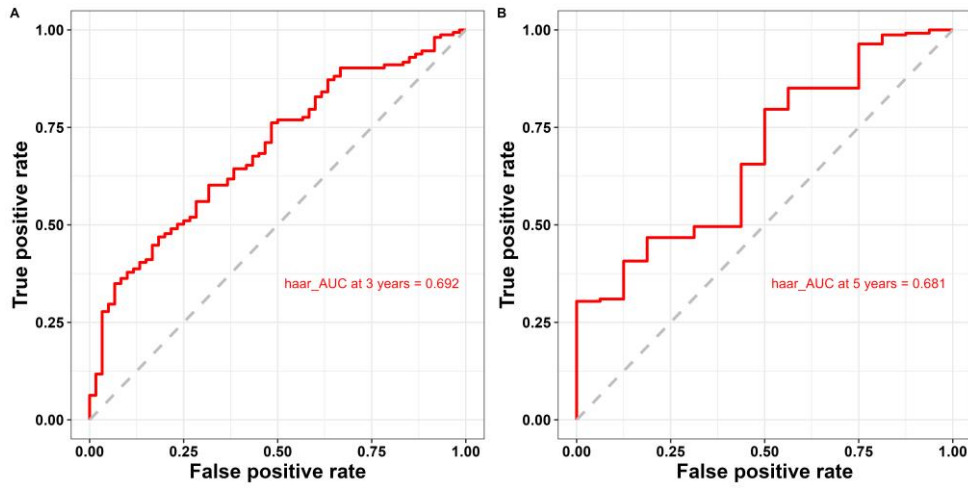 A
1.00
0.75
0.50
0.25
0.00
True positive rate
haar_AUC at 3 years = 0.692
0.00 0.25 0.50 0.75 1.00
False positive rate
B
1.00
0.75
0.50
0.25
0.00
True positive rate
haar_AUC at 5 years = 0.681
0.00 0.25 0.50 0.75 1.00
False positive rate